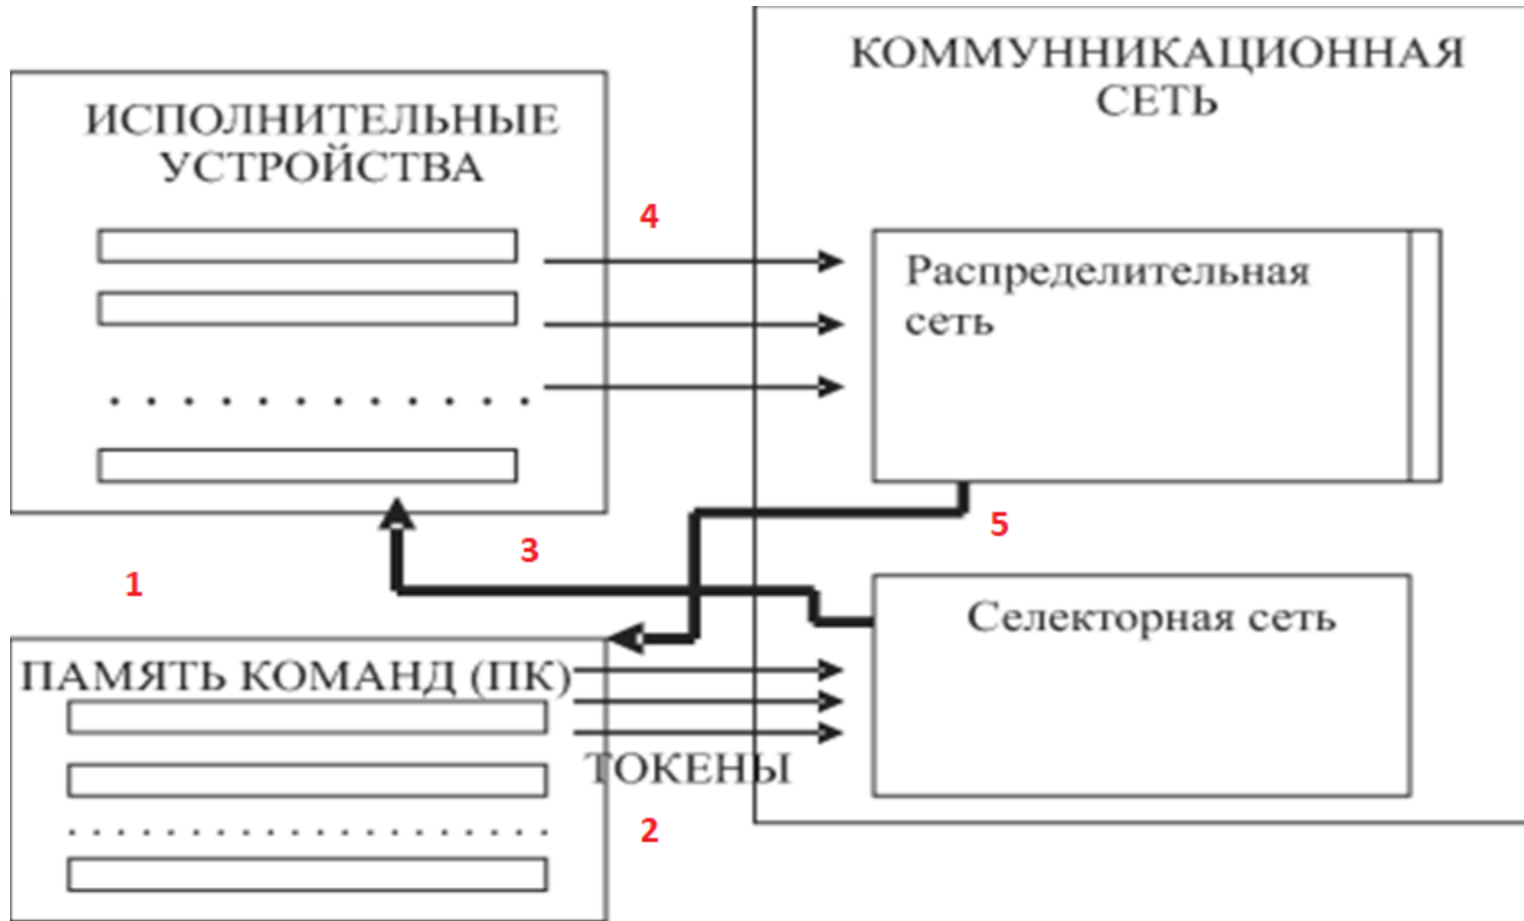 КОММУННИКАЦИОННАЯ
СЕТЬ
ИСПОЛНИТЕЛЬНЫЕ
УСТРОЙСТВА
4
Распределительная
сеть
5
3
1
Селекторная сеть
ПАМЯТЬ КОМАНД (ПК)
ТОКЕНЫ
2